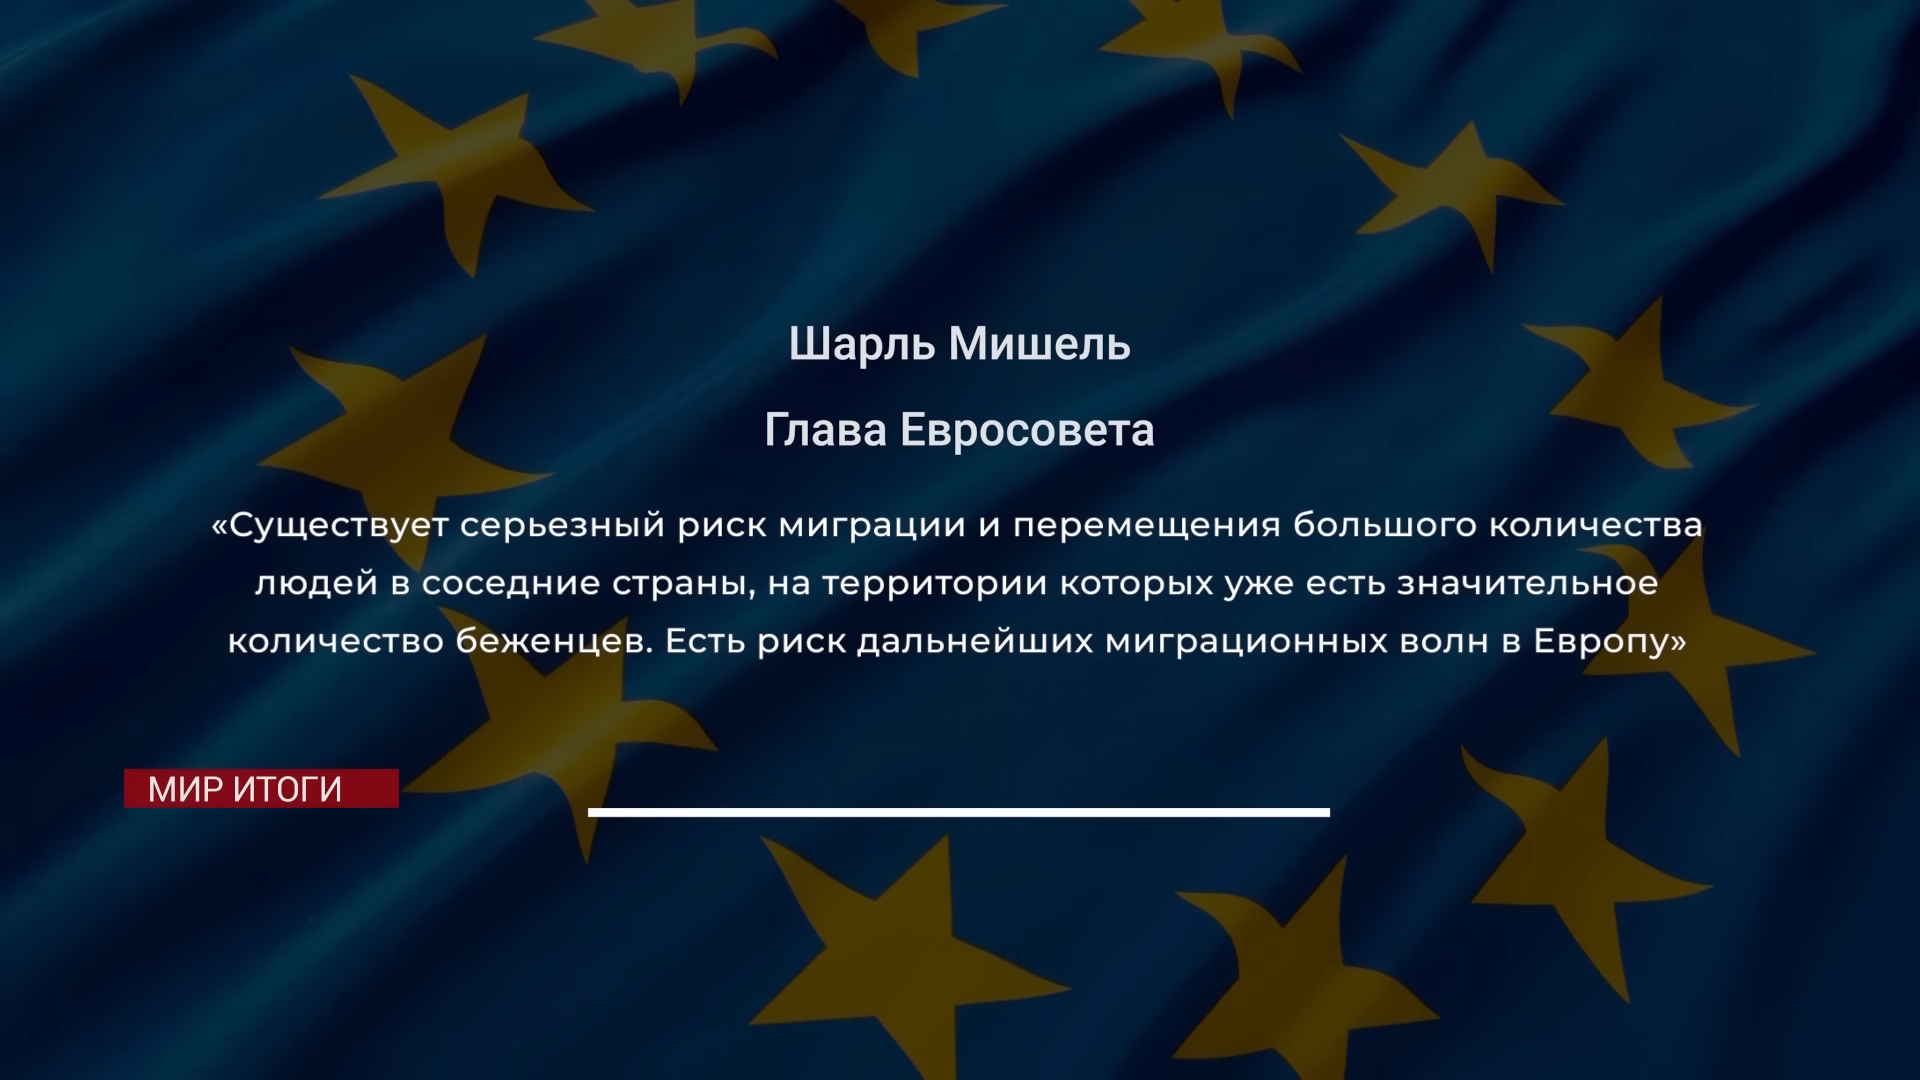 Шарль Мишель
Глава Евросовета
«Существует серьезный риск миграции и перемещения большого количества
людей в соседние страны, на территории которых уже есть значительное
количество беженцев. Есть риск дальнейших миграционных волн в Европу»
МИР ИТОГИ